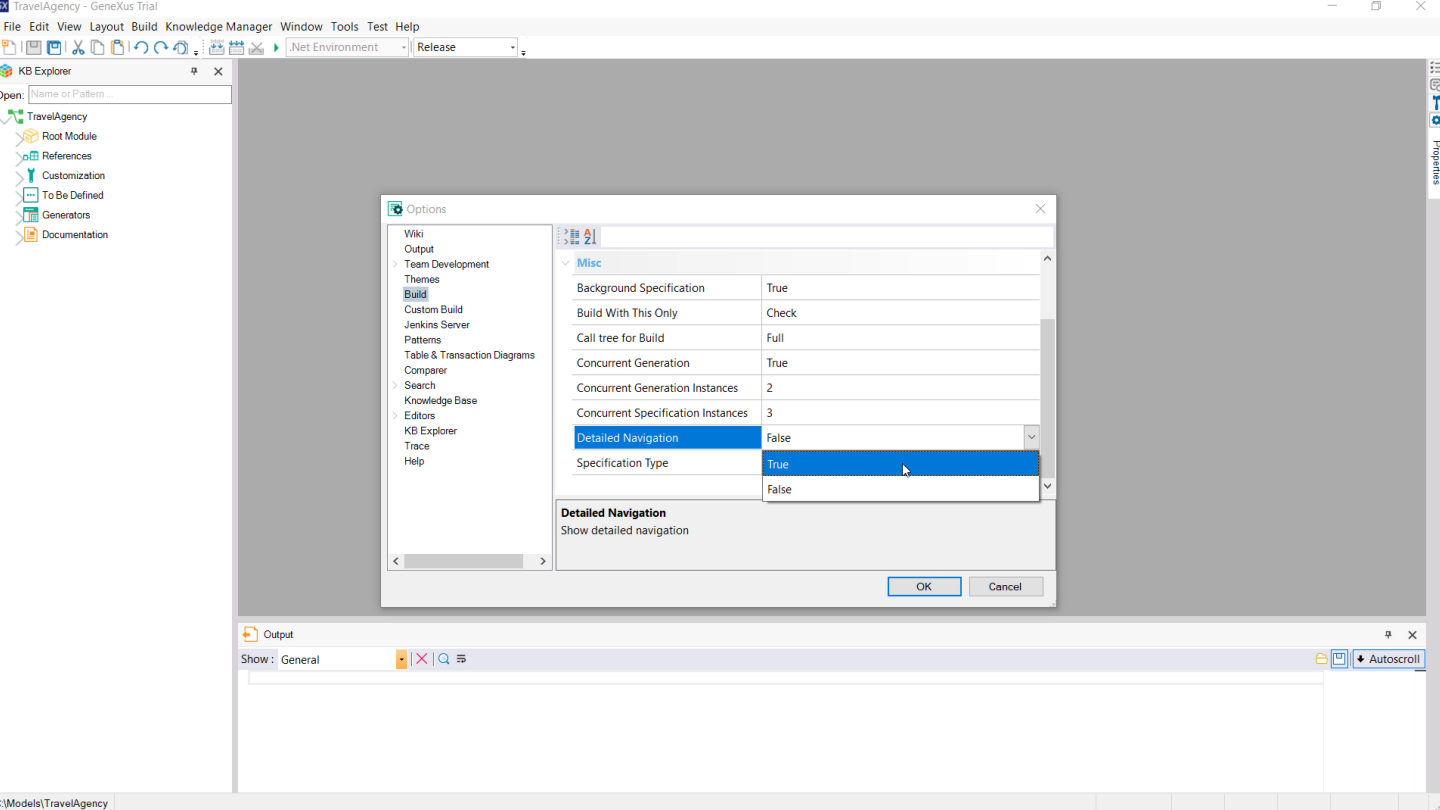 TravelAgency - GeneXus Trial
File Edit View Layout Build Knowledge Manager Window Tools Test Help
.Net Environment Release
KB Explorer
Open: Name or Pattern ...
TravelAgency
Root Module
References
Customization
To Be Defined
Generators
Documentation
Properties
Options
Wiki
Output
Team Development
Themes
Build
Custom Build
Jenkins Server
Patterns
Table & Transaction Diagrams
Comparer
Search
Knowledge Base
Editors
KB Explorer
Trace
Help
Misc
Background Specification True
Build With This Only Check
Call tree for Build Full
Concurrent Generation True
Concurrent Generation Instances 2
Concurrent Specification Instances 3
Detailed Navigation False
Specification Type
True
False
Detailed Navigation
Show detailed navigation
OK Cancel
Output
Show : General Autoscroll
:\Models\TravelAgency